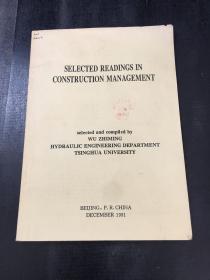 SELECTED READINGS IN
CONSTRUCTION MANAGEMENT
selected and compiled by
WU ZHIMING
HYDRAULIC ENGINEERING DEPARTMENT
TSINGHUA UNIVERSITY
BEIJING, P. R. CHINA
DECEMBER 1991